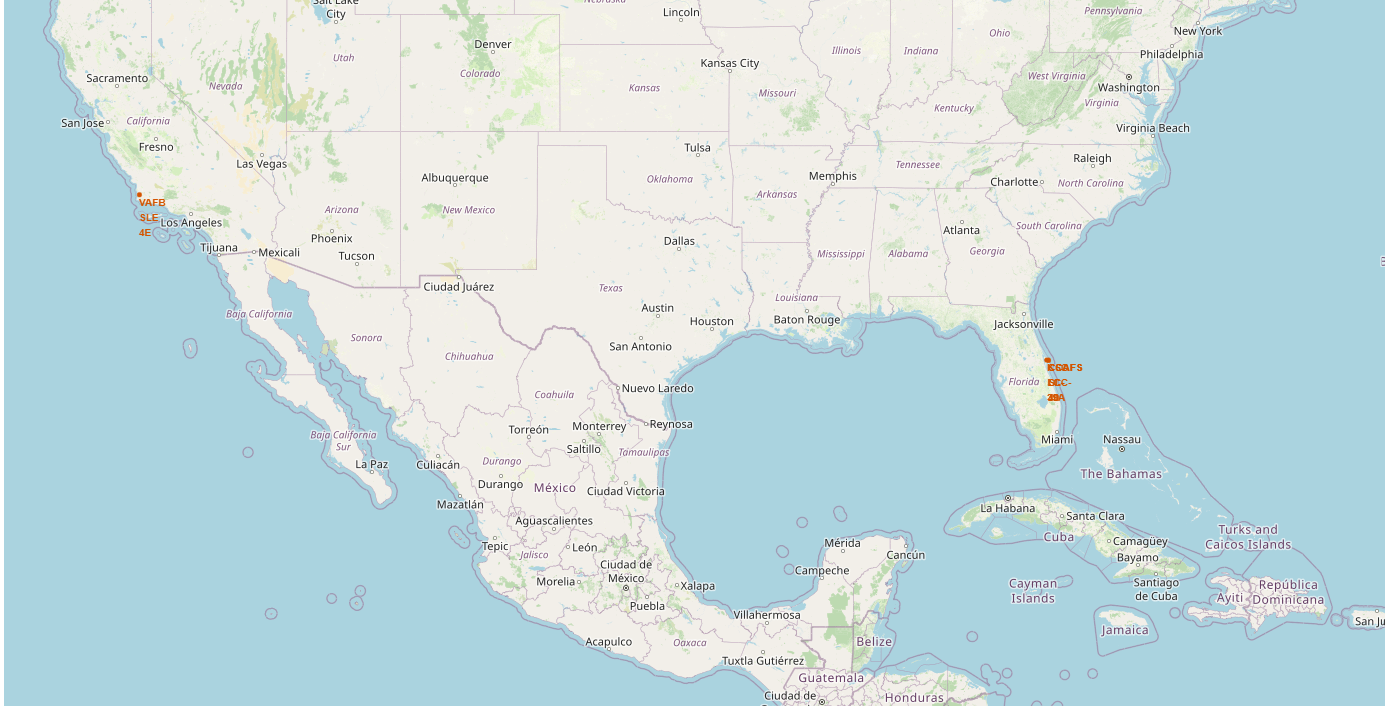 Salt Lake
City
Nebraska
Lincoln
Pennsylvania
New York
Denver
Utah
Colorado
Kansas City
Illinois
Indiana
Ohio
Philadelphia
Sacramento
Nevada
Kansas
Missouri
West Virginia
Washington
Virginia
Kentucky
San Jose
California
Fresno
Las Vegas
Tulsa
Virginia Beach
Raleigh
Albuquerque
Oklahoma
Memphis
Tennessee
Charlotte
North Carolina
Arkansas
VAFB
SLE
4E
Los Angeles
Arizona
New Mexico
Phoenix
Tucson
Tijuana
Mexicali
Dallas
Mississippi
Alabama
Atlanta
Georgia
South Carolina
Ciudad Juárez
Texas
Louisiana
Baton Rouge
Austin
Houston
San Antonio
Jacksonville
Baja California
Sonora
Chihuahua
Coahuila
Nuevo Laredo
Florida
Miami
Nassau
The Bahamas
Torreón
Monterrey
Reynosa
Saltillo
Tamaulipas
Baja California
Sur
La Paz
Culiacán
Durango
Durango
México
Ciudad Victoria
Mazatlán
Aguascalientes
La Habana
Santa Clara
Cuba
Camagüey
Bayamo
Turks and
Caicos Islands
Tepic
Jalisco
León
Mérida
Cancún
Ciudad de
México
Campeche
Morelia
Xalapa
Puebla
Cayman
Islands
Santiago
de Cuba
Ayiti
República
Dominicana
Villahermosa
Jamaica
San Ju
Acapulco
Oaxaca
Belize
Tuxtla Gutiérrez
Guatemala
Ciudad de
Honduras